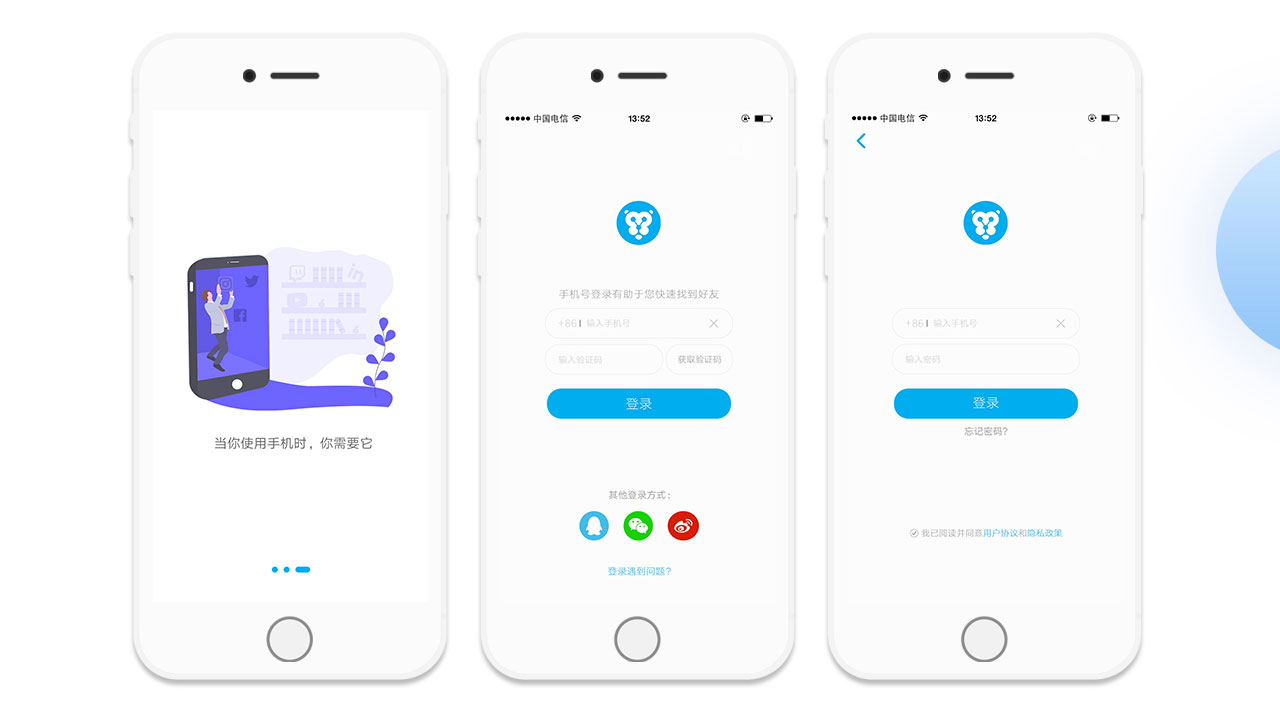 当你使用手机时，你需要它
中国电信
13:52
手机号登录有助于您快速找到好友
+86 输入手机号
输入验证码
获取验证码
登录
其他登录方式：
登录遇到问题？
中国电信
13:52
+86 输入手机号
输入密码
登录
忘记密码？
我已阅读并同意用户协议和隐私政策